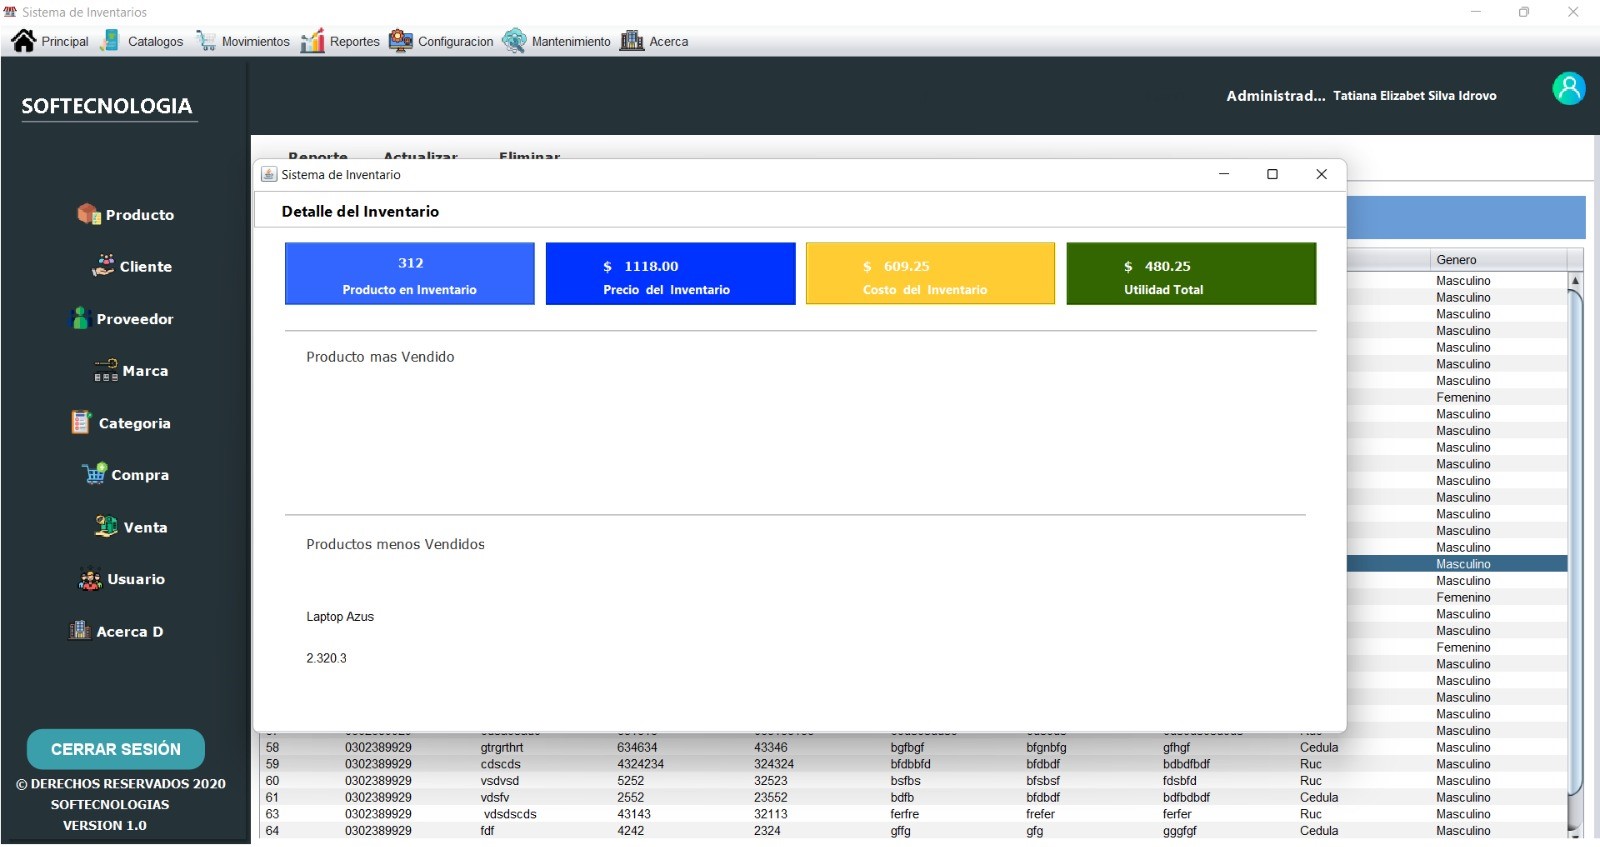 Sistema de Inventarios
Principal Catalogos Movimientos Reportes Configuracion Mantenimiento Acerca
SOFTECNOLOGIA
Administrad... Tatiana Elizabet Silva Idrovo
Reporte Actualizar Eliminar
Sistema de Inventario
Detalle del Inventario
312
Producto en Inventario
$ 1118.00
Precio del Inventario
$ 609.25
Costo del Inventario
$ 480.25
Utilidad Total
Producto mas Vendido
Productos menos Vendidos
Laptop Azus
2.320.3
Producto
Cliente
Proveedor
Marca
Categoria
Compra
Venta
Usuario
Acerca D
CERRAR SESIÓN
© DERECHOS RESERVADOS 2020
SOFTECNOLOGIAS
VERSION 1.0
Genero
Masculino
Masculino
Masculino
Masculino
Masculino
Masculino
Masculino
Femenino
Masculino
Masculino
Masculino
Masculino
Masculino
Masculino
Masculino
Masculino
Masculino
Masculino
Masculino
Femenino
Masculino
Masculino
Femenino
Masculino
Masculino
Masculino
Masculino
Masculino
58 0302389929 gtrgrthrt 634634 43346 bgfbgf bfgnbfg gfhgf Cedula Masculino
59 0302389929 cdscds 4324234 324324 bfdbbfd bfdbdf bdbdfbdf Ruc Masculino
60 0302389929 vsdvsd 5252 32523 bsfbs bfsbsf fdsbfd Ruc Masculino
61 0302389929 vdsfv 2552 23552 bdfb bfdbdf bdfbdbdf Cedula Masculino
63 0302389929 vdsdscds 43143 32113 ferfre frefer ferfer Ruc Masculino
64 0302389929 fdf 4242 2324 gffg gfg gggfgf Cedula Masculino